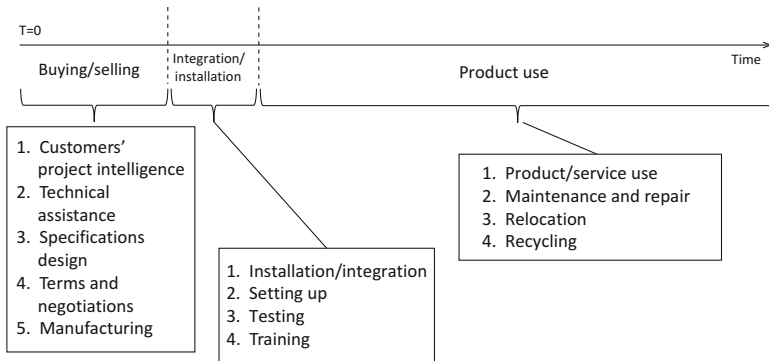 T=0
Time
Buying/selling
Integration/
installation
Product use
1. Customers’
project intelligence
2. Technical
assistance
3. Specifications
design
4. Terms and
negotiations
5. Manufacturing
1. Installation/integration
2. Setting up
3. Testing
4. Training
1. Product/service use
2. Maintenance and repair
3. Relocation
4. Recycling